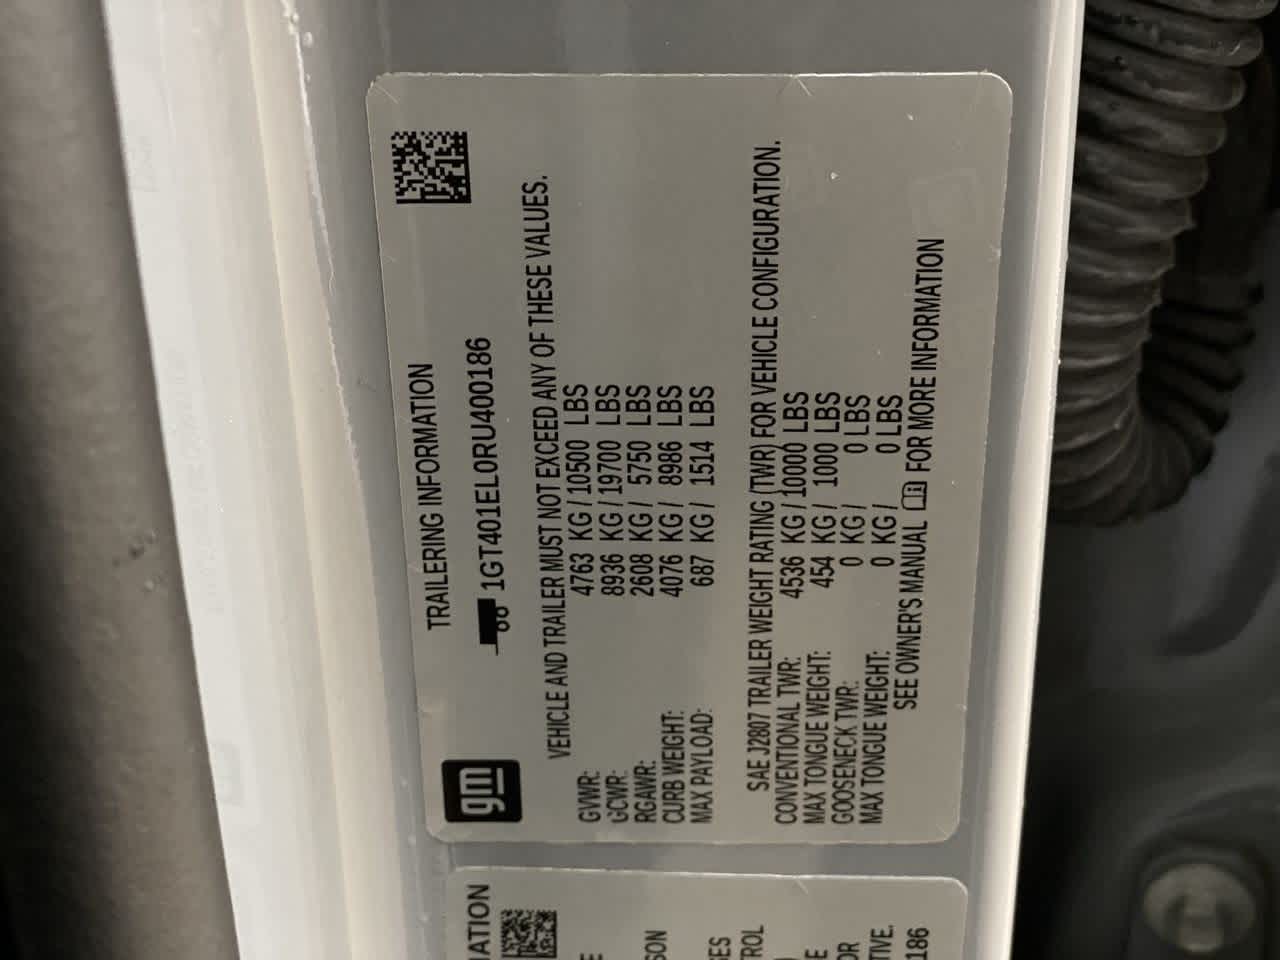 gm
TRAILERING INFORMATION
1GT401EL0RU400186
VEHICLE AND TRAILER MUST NOT EXCEED ANY OF THESE VALUES.
GVWR: 4763 KG / 10500 LBS
GCWR: 8936 KG / 19700 LBS
RGAWR: 2608 KG / 5750 LBS
CURB WEIGHT: 4076 KG / 8986 LBS
MAX PAYLOAD: 687 KG / 1514 LBS
SAE J2807 TRAILER WEIGHT RATING (TWR) FOR VEHICLE CONFIGURATION.
CONVENTIONAL TWR: 4536 KG / 10000 LBS
MAX TONGUE WEIGHT: 454 KG / 1000 LBS
GOOSENECK TWR: 0 KG / 0 LBS
MAX TONGUE WEIGHT: 0 KG / 0 LBS
SEE OWNER'S MANUAL FOR MORE INFORMATION
MATION
E
SON
GES
TROL
LE
OR
TIVE.
186